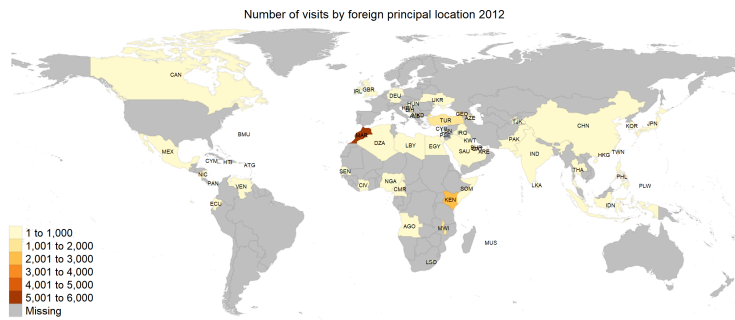 Number of visits by foreign principal location 2012
CAN
IRL GBR
DEU
UKR
HUN
GEO
AZE
TUR
TJK
CHN
KOR
JPN
BMU
MAR
DZA
LBY
EGY
IRQ
KWT
SAU
ARE
PAK
IND
HKG
TWN
MEX
CYM
HTI
ATG
NIC
PAN
VEN
ECU
SEN
CIV
NGA
CMR
SOM
KEN
LKA
THA
PHL
PLW
IDN
AGO
MWI
MUS
LSO
1 to 1,000
1,001 to 2,000
2,001 to 3,000
3,001 to 4,000
4,001 to 5,000
5,001 to 6,000
Missing